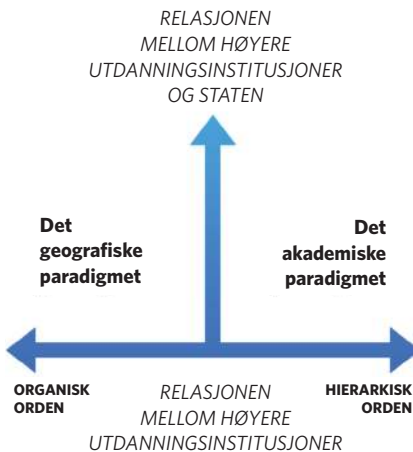 RELASJONEN
MELLOM HØYERE
UTDANNINGSINSTITUSJONER
OG STATEN
Det
geografiske
paradigmet
Det
akademiske
paradigmet
ORGANISK
ORDEN
RELASJONEN
MELLOM HØYERE
UTDANNINGSINSTITUSJONER
HIERARKISK
ORDEN